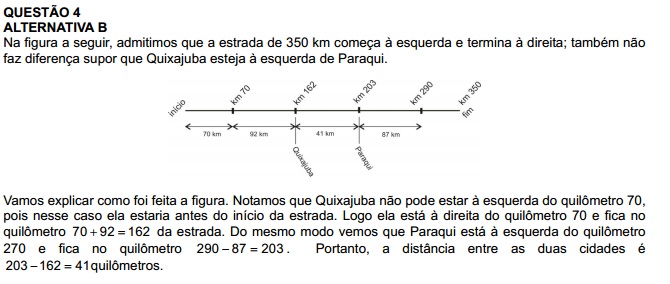 QUESTÃO 4
ALTERNATIVA B
Na figura a seguir, admitimos que a estrada de 350 km começa à esquerda e termina à direita; também não
faz diferença supor que Quixajuba esteja à esquerda de Paraqui.
início km 70 km 162 km 203 km 290 km 350
fim
70 km 92 km 41 km 87 km
Quixajuba Paraqui
Vamos explicar como foi feita a figura. Notamos que Quixajuba não pode estar à esquerda do quilômetro 70,
pois nesse caso ela estaria antes do início da estrada. Logo ela está à direita do quilômetro 70 e fica no
quilômetro 70 + 92 = 162 da estrada. Do mesmo modo vemos que Paraqui está à esquerda do quilômetro
270 e fica no quilômetro 290 – 87 = 203. Portanto, a distância entre as duas cidades é
203 – 162 = 41 quilômetros.